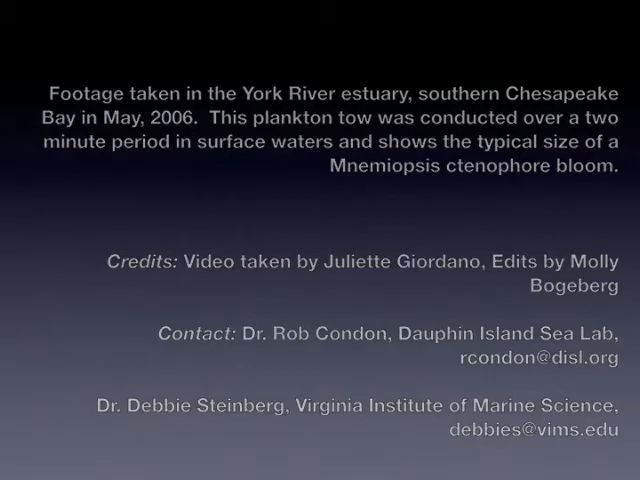 Footage taken in the York River estuary, southern Chesapeake
Bay in May, 2006.  This plankton tow was conducted over a two
minute period in surface waters and shows the typical size of a
Mnemiopsis ctenophore bloom.
Credits: Video taken by Juliette Giordano, Edits by Molly
Bogeberg
Contact: Dr. Rob Condon, Dauphin Island Sea Lab,
rcondon@disl.org
Dr. Debbie Steinberg, Virginia Institute of Marine Science,
debbies@vims.edu